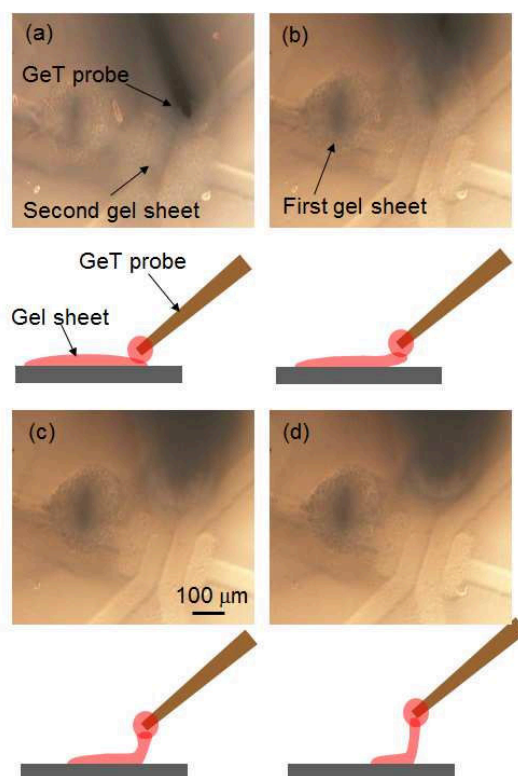 (a)
GeT probe
Second gel sheet
(b)
First gel sheet
GeT probe
Gel sheet
(c)
100 μm
(d)